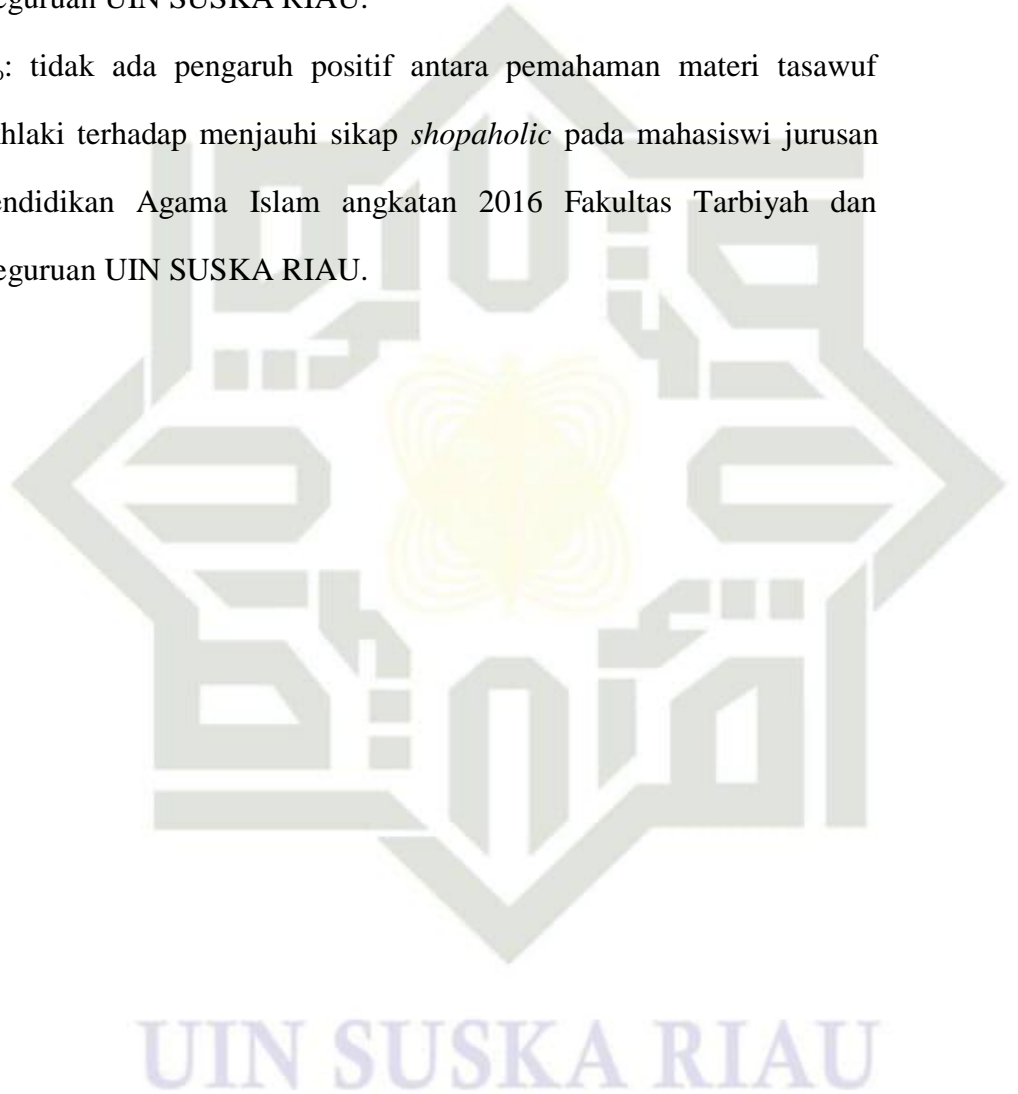 eguruan UIN SUSKA RIAU.
o: tidak ada pengaruh positif antara pemahaman materi tasawuf
hlaki terhadap menjauhi sikap shopaholic pada mahasiswi jurusan
endidikan Agama Islam angkatan 2016 Fakultas Tarbiyah dan
eguruan UIN SUSKA RIAU.
UIN SUSKA RIAU